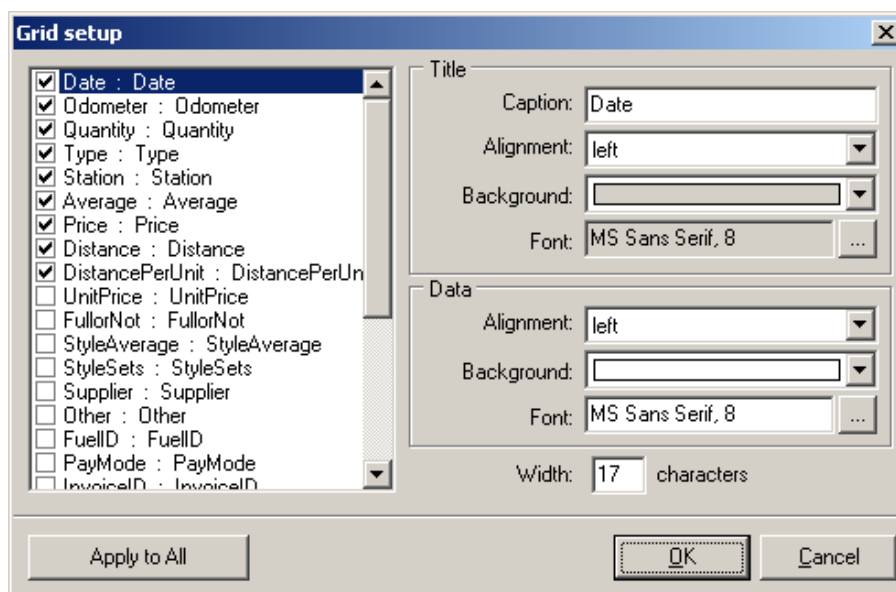 Grid setup
Date : Date
Odometer : Odometer
Quantity : Quantity
Type : Type
Station : Station
Average : Average
Price : Price
Distance : Distance
DistancePerUnit : DistancePerUn
UnitPrice : UnitPrice
FullorNot : FullorNot
StyleAverage : StyleAverage
StyleSets : StyleSets
Supplier : Supplier
Other : Other
FuelID : FuelID
PayMode : PayMode
InvoiceID : InvoiceID
Title
Caption: Date
Alignment: left
Background:
Font: MS Sans Serif, 8 ...
Data
Alignment: left
Background:
Font: MS Sans Serif, 8 ...
Width: 17 characters
Apply to All
OK
Cancel